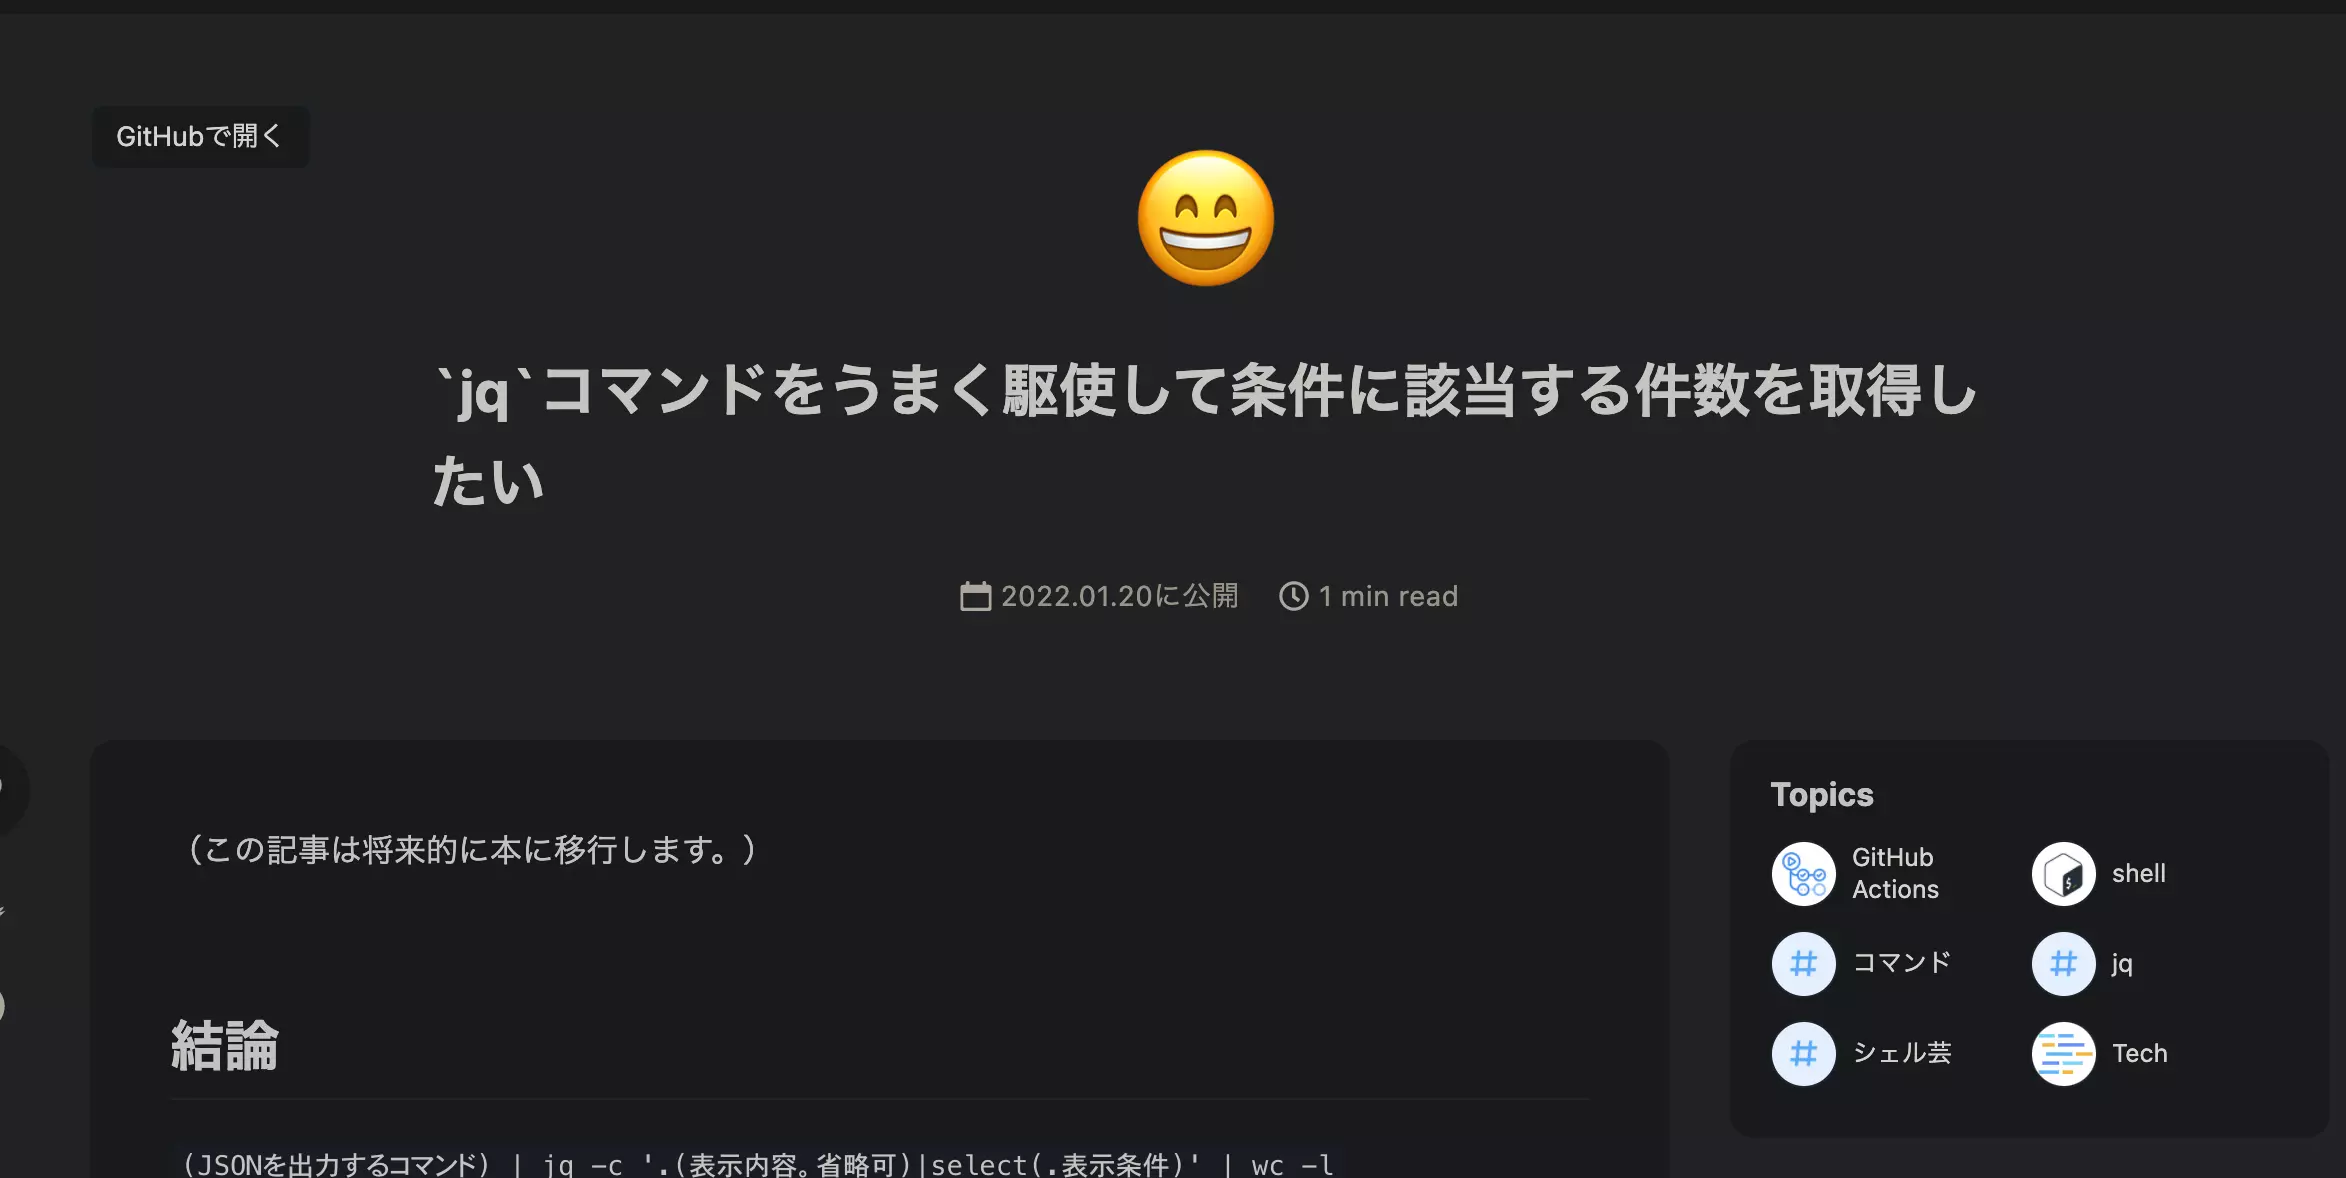 GitHubで開く
`jq`コマンドをうまく駆使して条件に該当する件数を取得し
たい
2022.01.20に公開
1 min read
（この記事は将来的に本に移行します。）
結論
(JSONを出力するコマンド) | jq -c '.(表示内容。省略可)|select(.表示条件)' | wc -l
Topics
GitHub
Actions
shell
コマンド
jq
シェル芸
Tech